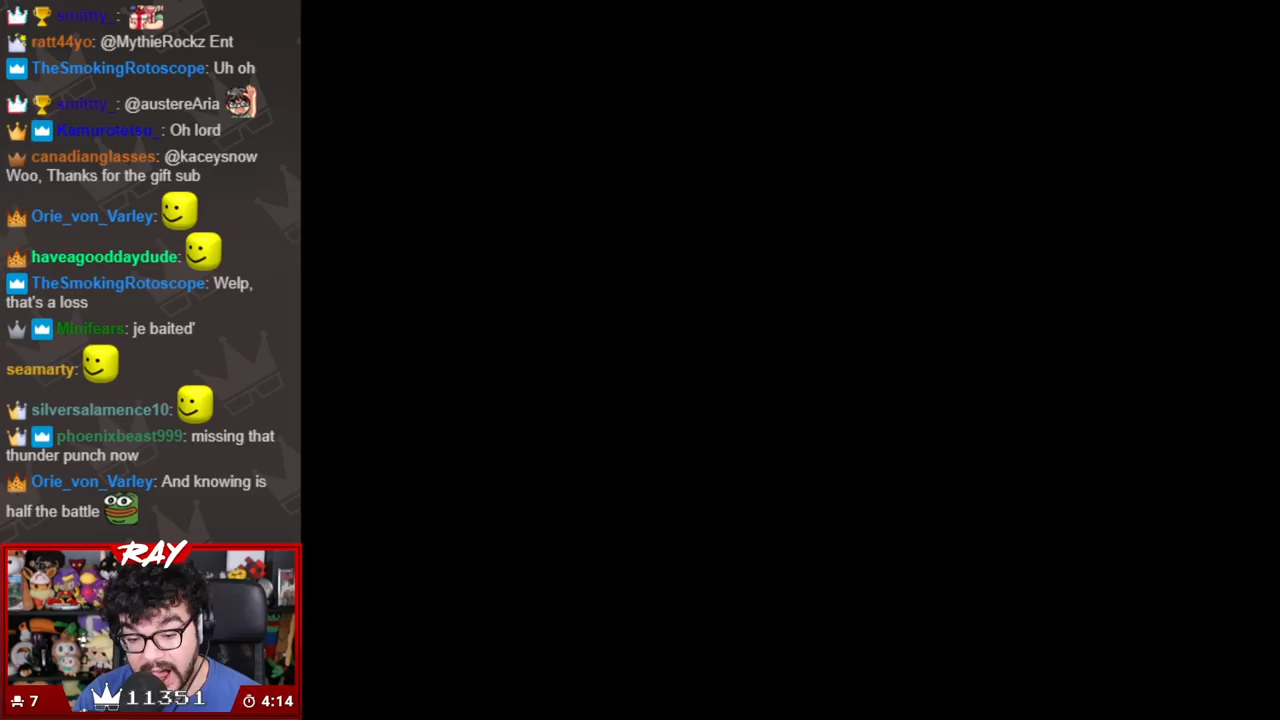 smittty_:
ratt44yo: @MythieRockz Ent
TheSmokingRotoscope: Uh oh
smittty_: @austereAria
Kamurotetsu_: Oh lord
canadianglasses: @kaceysnow
Woo, Thanks for the gift sub
Orie_von_Varley:
haveagooddaydude:
TheSmokingRotoscope: Welp,
that's a loss
Minifears: je baited'
seamarty:
silversalamence10:
phoenixbeast999: missing that
thunder punch now
Orie_von_Varley: And knowing is
half the battle
RAY
7
11351
4:14